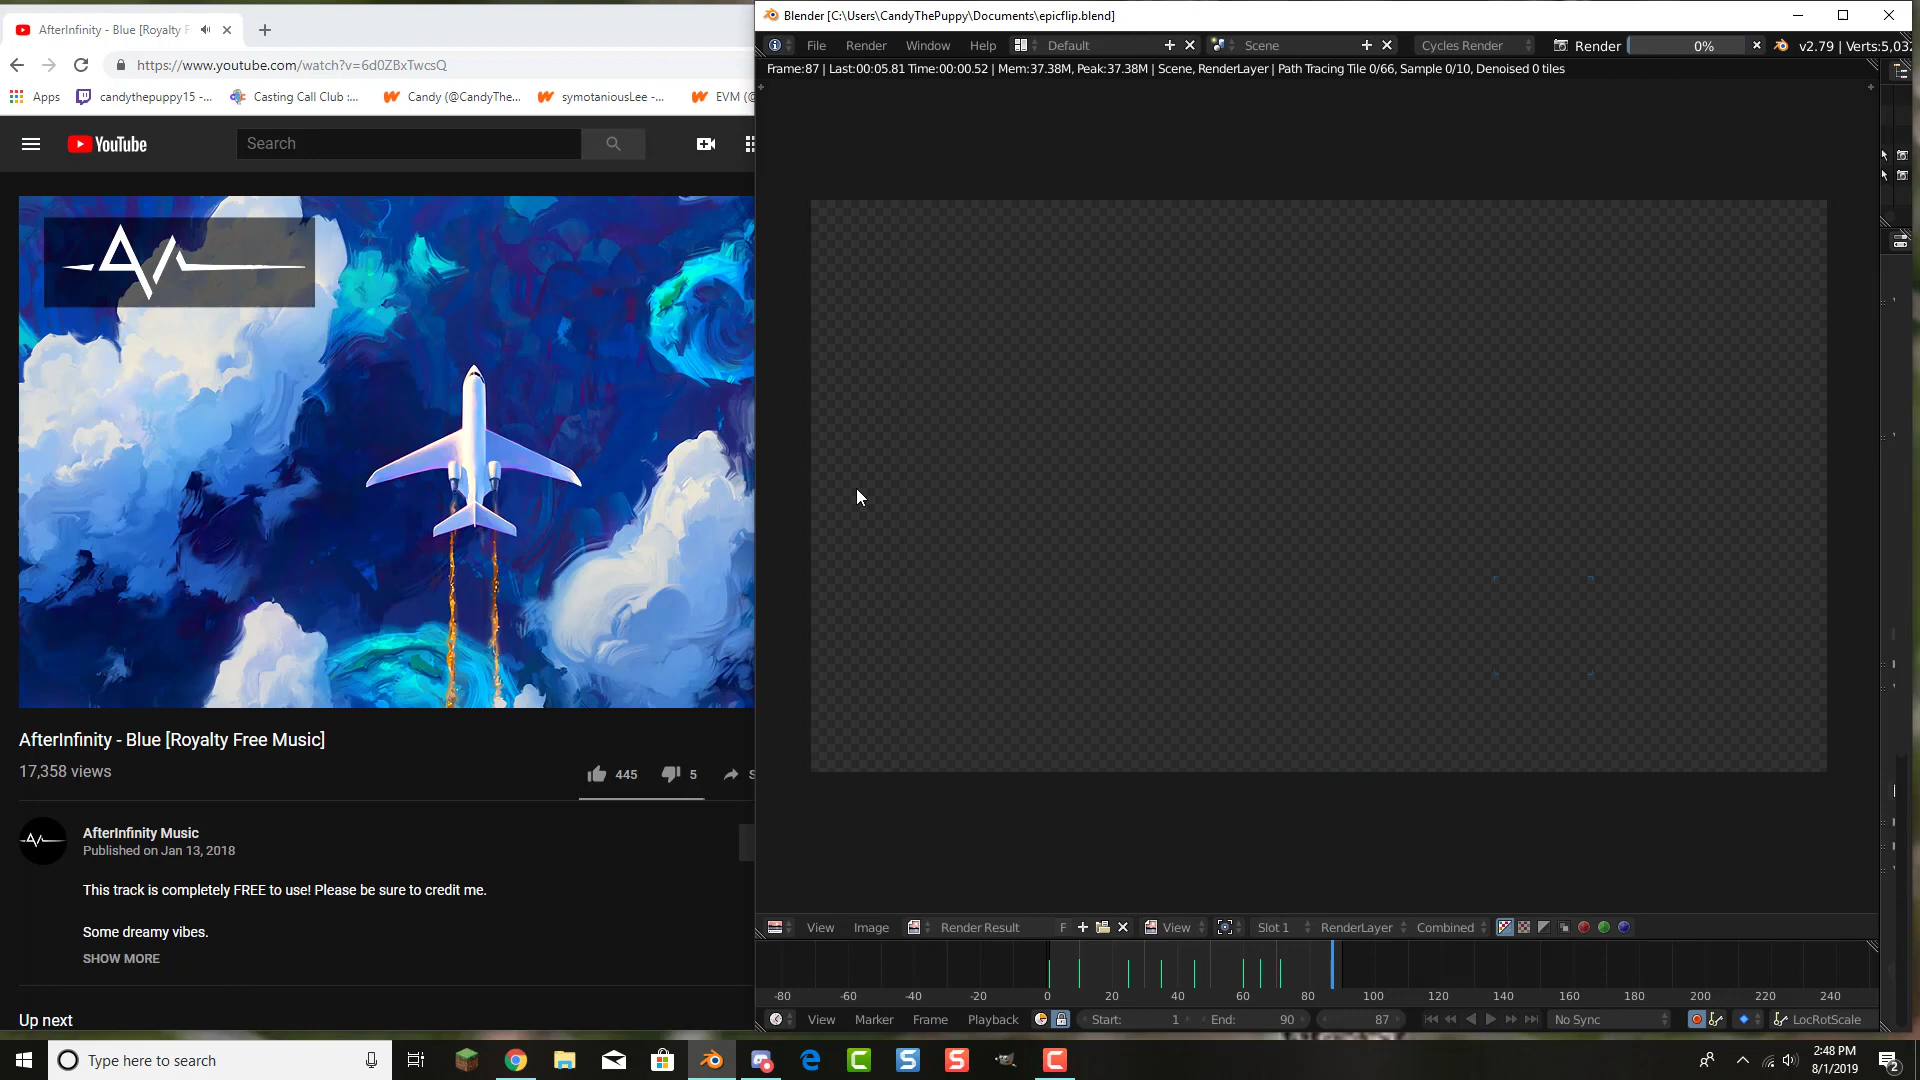 AfterInfinity - Blue [Royalty F
https://www.youtube.com/watch?v=6d0ZBxTwcsQ
Apps
candythepuppy15 -...
Casting Call Club :...
Candy (@CandyThe...
symotaniousLee -...
EVM (@
YouTube
Search
AfterInfinity - Blue [Royalty Free Music]
17,358 views
445
5
S
AfterInfinity Music
Published on Jan 13, 2018
This track is completely FREE to use! Please be sure to credit me.
Some dreamy vibes.
SHOW MORE
Up next
Blender [C:\Users\CandyThePuppy\Documents\epicflip.blend]
File
Render
Window
Help
Default
Scene
Cycles Render
Render
0%
v2.79 | Verts:5,03
Frame:87 | Last:00:05.81 Time:00:00.52 | Mem:37.38M, Peak:37.38M | Scene, RenderLayer | Path Tracing Tile 0/66, Sample 0/10, Denoised 0 tiles
View
Image
Render Result
F
View
Slot 1
RenderLayer
Combined
-80 -60 -40 -20 0 20 40 60 80 100 120 140 160 180 200 220 240
View
Marker
Frame
Playback
Start: 1
End: 90
87
No Sync
LocRotScale
Type here to search
2:48 PM
8/1/2019
2